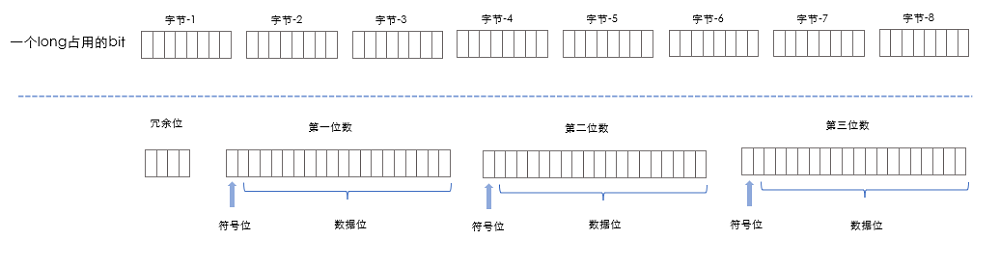 字节-1 字节-2 字节-3 字节-4 字节-5 字节-6 字节-7 字节-8
一个long占用的bit
冗余位 第一位数 第二位数 第三位数
符号位 数据位 符号位 数据位 符号位 数据位